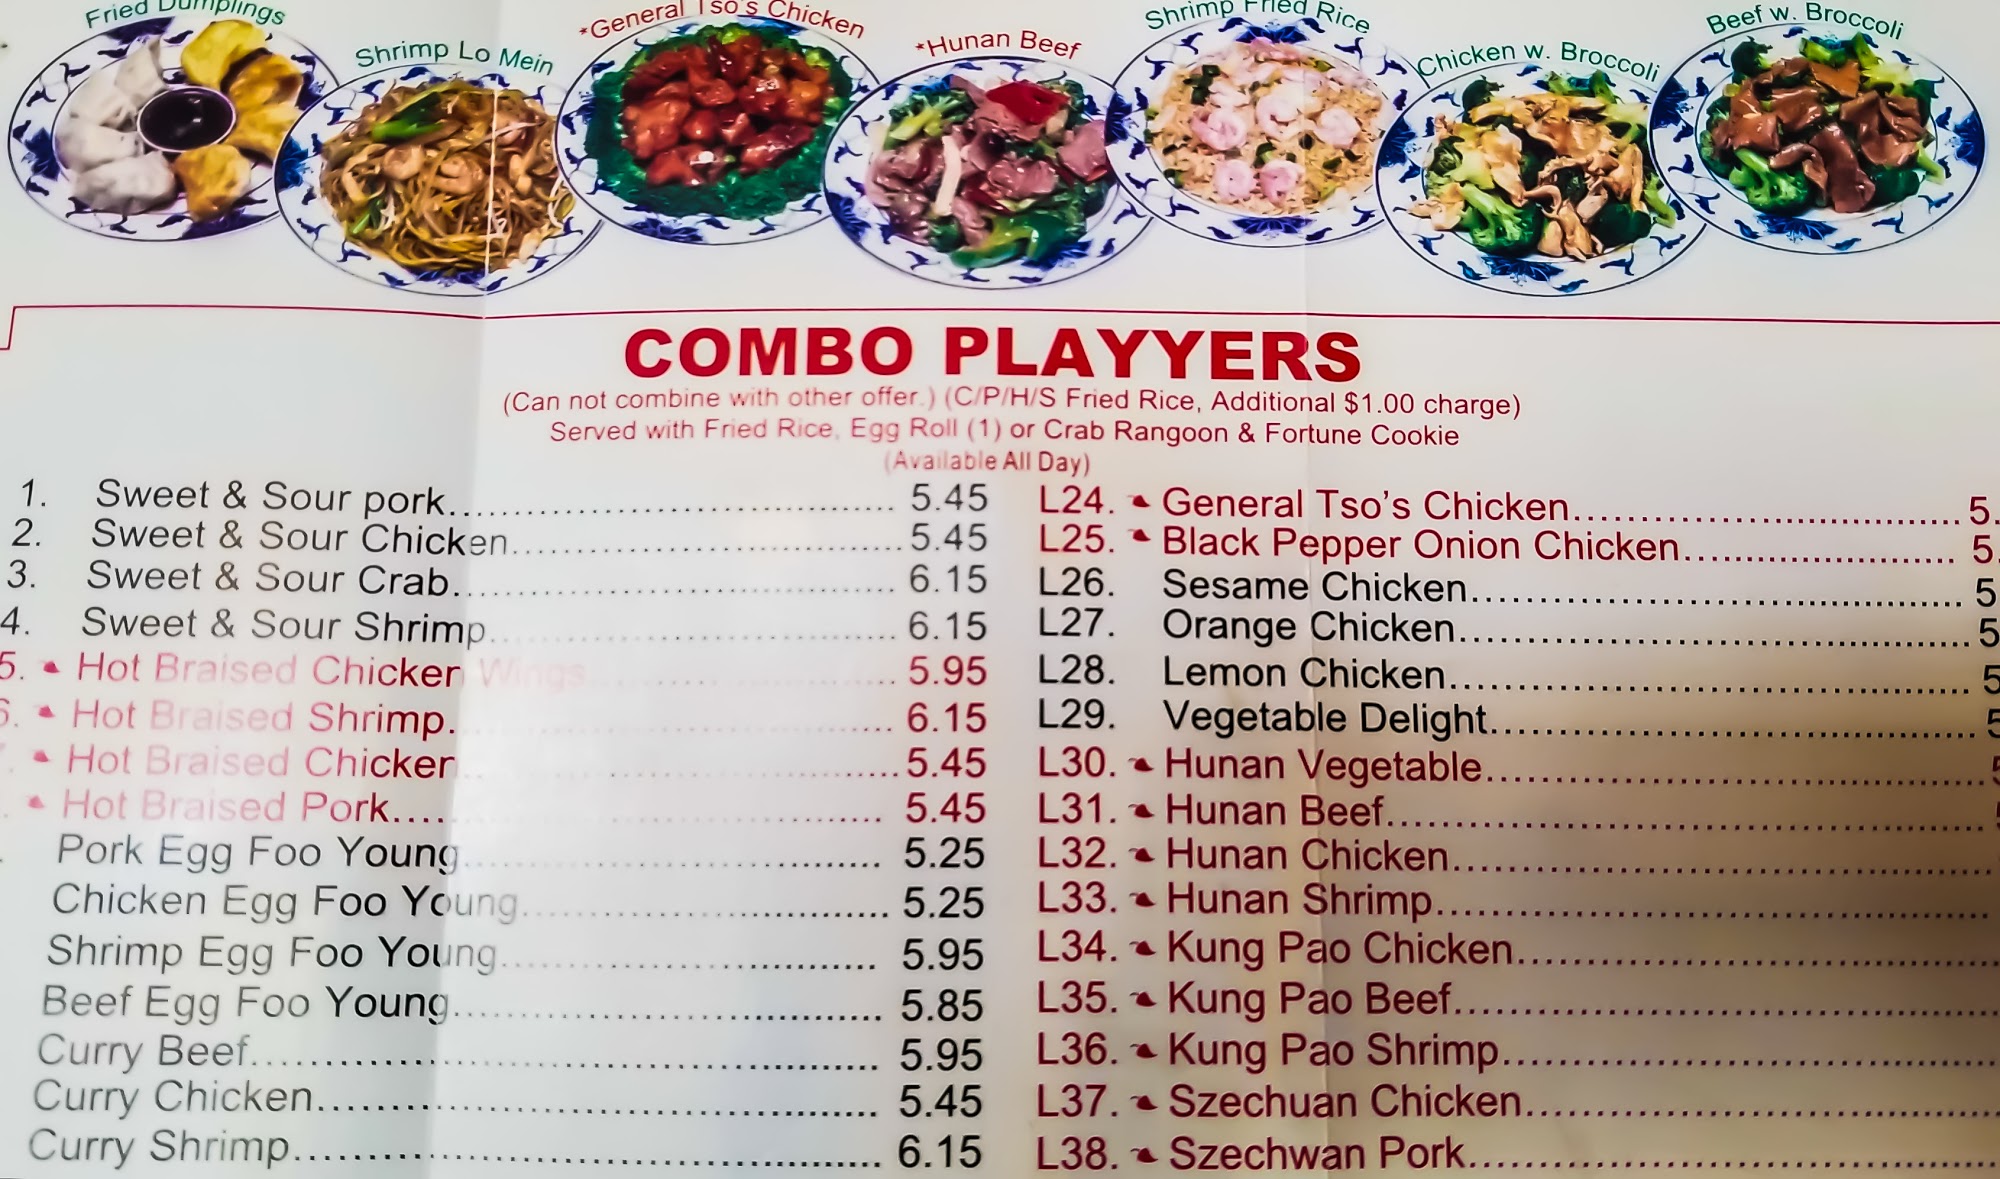 Fried Dumplings
Shrimp Lo Mein
*General Tso's Chicken
*Hunan Beef
Shrimp Fried Rice
Chicken w. Broccoli
Beef w. Broccoli
COMBO PLAYYERS
(Can not combine with other offer.) (C/P/H/S Fried Rice, Additional $1.00 charge)
Served with Fried Rice, Egg Roll (1) or Crab Rangoon & Fortune Cookie
(Available All Day)
1. Sweet & Sour pork.................................... 5.45
2. Sweet & Sour Chicken................................ 5.45
3. Sweet & Sour Crab.................................... 6.15
4. Sweet & Sour Shrimp.................................. 6.15
5. Hot Braised Chicken Wings.......................... 5.95
6. Hot Braised Shrimp.................................... 6.15
Hot Braised Chicken.................................... 5.45
Hot Braised Pork.................................... 5.45
Pork Egg Foo Young.................................... 5.25
Chicken Egg Foo Young................................ 5.25
Shrimp Egg Foo Young................................ 5.95
Beef Egg Foo Young.................................... 5.85
Curry Beef............................................ 5.95
Curry Chicken........................................ 5.45
Curry Shrimp.......................................... 6.15
L24. General Tso's Chicken................................ 5.
L25. Black Pepper Onion Chicken........................ 5.
L26. Sesame Chicken........................................ 5
L27. Orange Chicken........................................ 5
L28. Lemon Chicken........................................ 5
L29. Vegetable Delight.................................... 5
L30. Hunan Vegetable........................................
L31. Hunan Beef............................................
L32. Hunan Chicken........................................
L33. Hunan Shrimp........................................
L34. Kung Pao Chicken....................................
L35. Kung Pao Beef........................................
L36. Kung Pao Shrimp....................................
L37. Szechuan Chicken....................................
L38. Szechwan Pork........................................